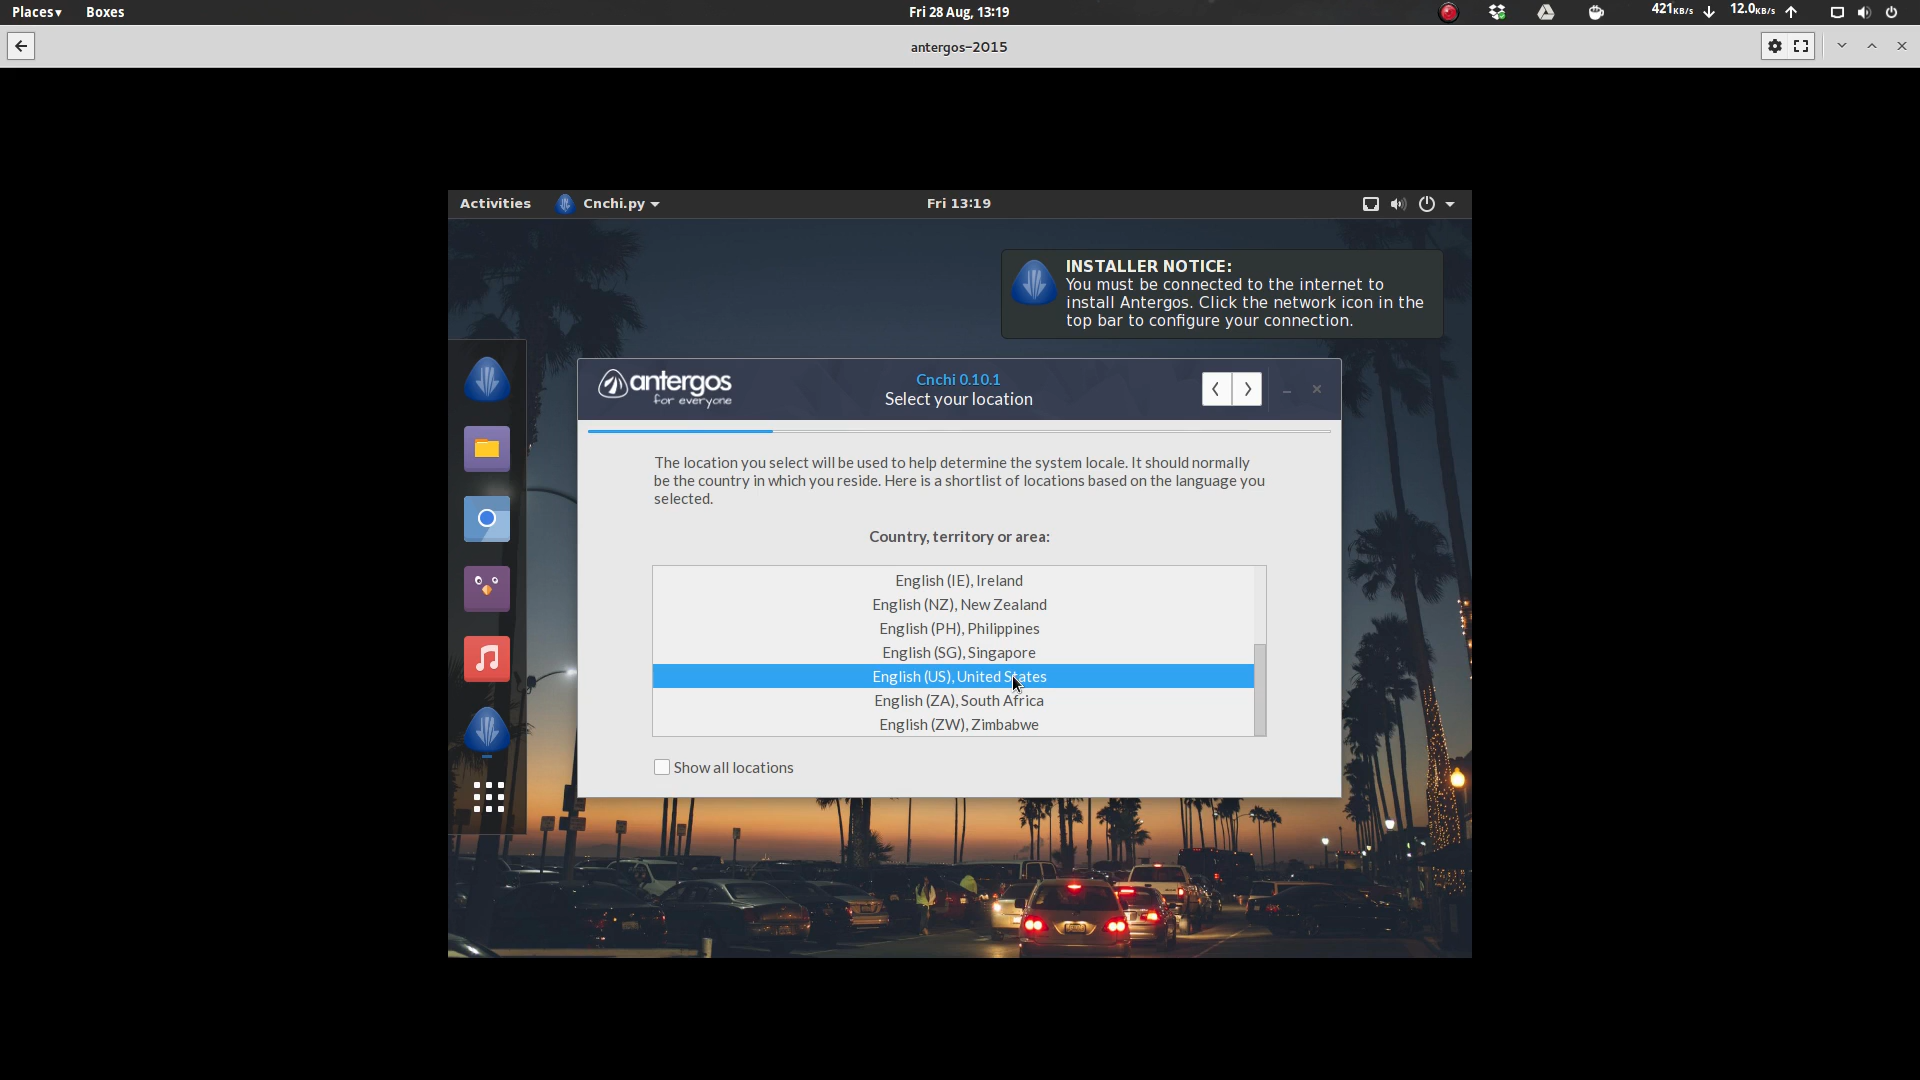 Places▾ Boxes Fri 28 Aug, 13:19 421KB/s ↓ 12.0KB/s ↑
antergos-2015
Activities Cnchi.py Fri 13:19
INSTALLER NOTICE:
You must be connected to the internet to
install Antergos. Click the network icon in the
top bar to configure your connection.
antergos
for everyone
Cnchi 0.10.1
Select your location
The location you select will be used to help determine the system locale. It should normally
be the country in which you reside. Here is a shortlist of locations based on the language you
selected.
Country, territory or area:
English (IE), Ireland
English (NZ), New Zealand
English (PH), Philippines
English (SG), Singapore
English (US), United States
English (ZA), South Africa
English (ZW), Zimbabwe
Show all locations